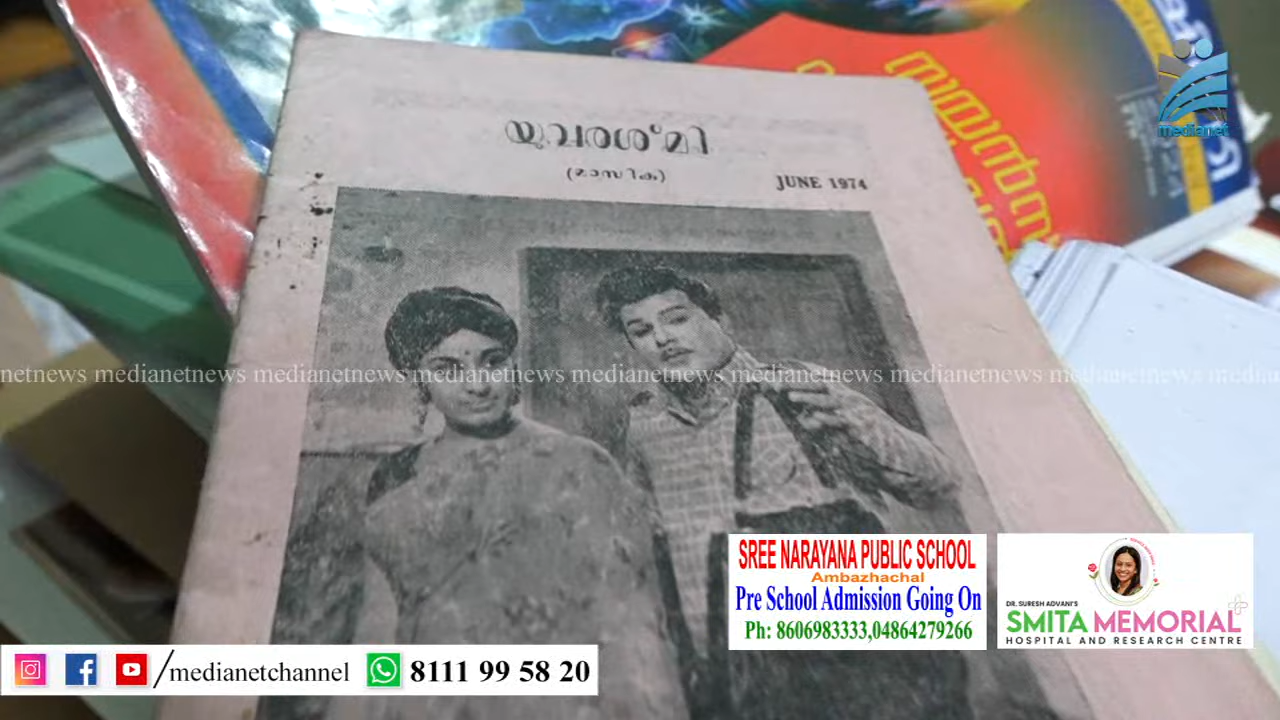 യുവരശ്മി
(മാസിക)
JUNE 1974
medianet
netnews medianetnews medianetnews medianetnews medianetnews medianetnews medianetnews medianetnews
SREE NARAYANA PUBLIC SCHOOL
Ambazhachal
Pre School Admission Going On
Ph: 8606983333,04864279266
DR. SURESH ADVANI'S
SMITA MEMORIAL
HOSPITAL AND RESEARCH CENTRE
/medianetchannel 8111 99 58 20